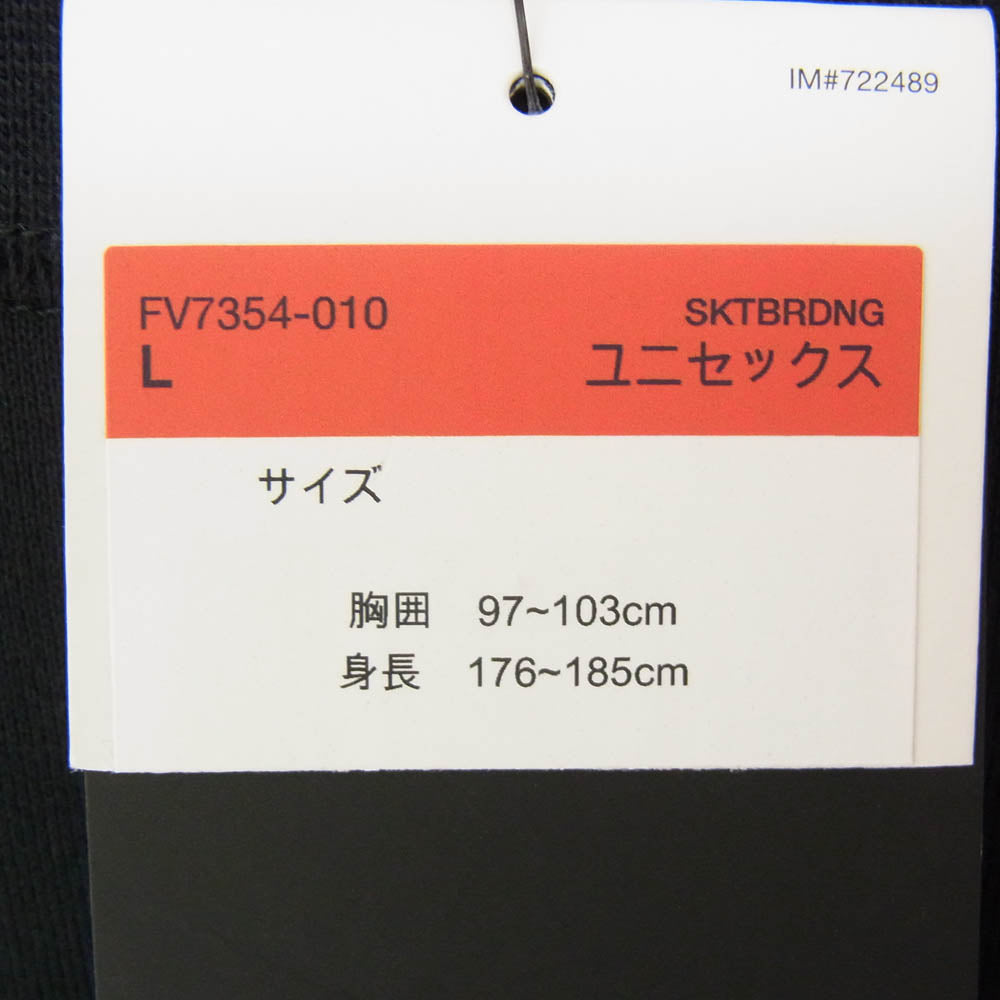 IM#722489
FV7354-010
SKTBRDNG
L
ユニセックス
サイズ
胸囲 97~103cm
身長 176~185cm